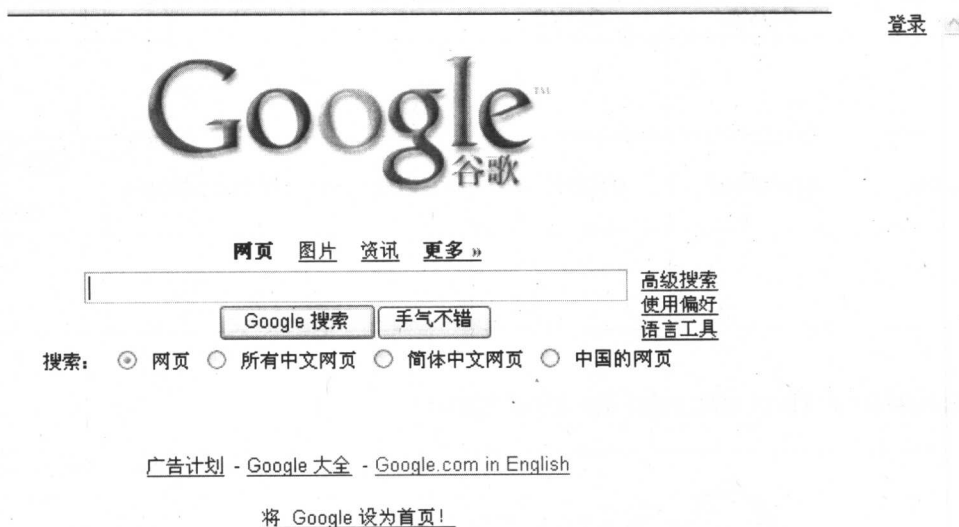 登录
Google™
谷歌
网页 图片 资讯 更多 »
高级搜索
使用偏好
语言工具
Google 搜索 手气不错
搜索: 网页 所有中文网页 简体中文网页 中国的网页
广告计划 - Google 大全 - Google.com in English
将 Google 设为首页!